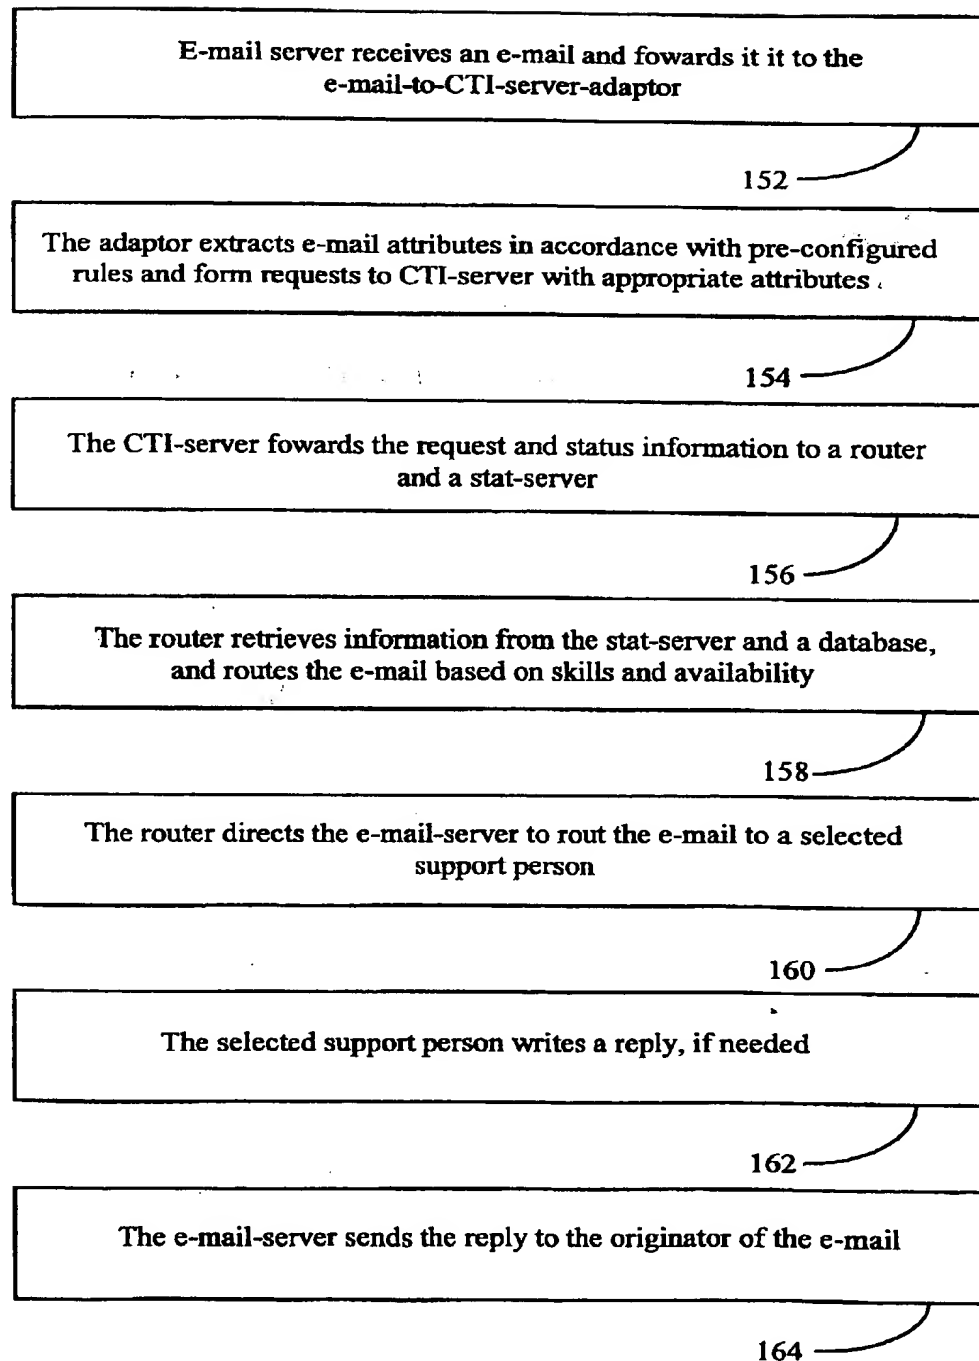 E-mail server receives an e-mail and fowards it it to the
e-mail-to-CTI-server-adaptor
152
The adaptor extracts e-mail attributes in accordance with pre-configured
rules and form requests to CTI-server with appropriate attributes .
154
The CTI-server fowards the request and status information to a router
and a stat-server
156
The router retrieves information from the stat-server and a database,
and routes the e-mail based on skills and availability
158
The router directs the e-mail-server to rout the e-mail to a selected
support person
160
The selected support person writes a reply, if needed
162
The e-mail-server sends the reply to the originator of the e-mail
164